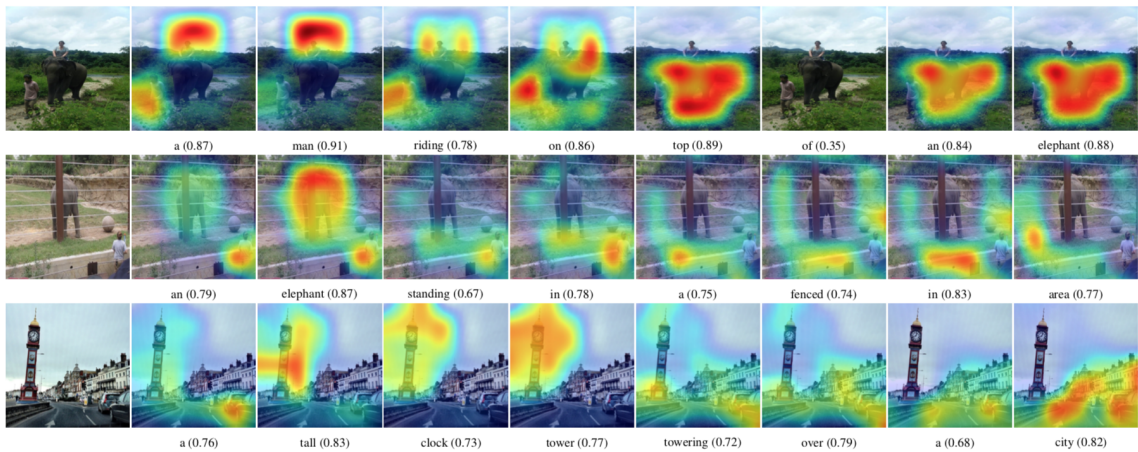 a (0.87) man (0.91) riding (0.78) on (0.86) top (0.89) of (0.35) an (0.84) elephant (0.88)
an (0.79) elephant (0.87) standing (0.67) in (0.78) a (0.75) fenced (0.74) in (0.83) area (0.77)
a (0.76) tall (0.83) clock (0.73) tower (0.77) towering (0.72) over (0.79) a (0.68) city (0.82)